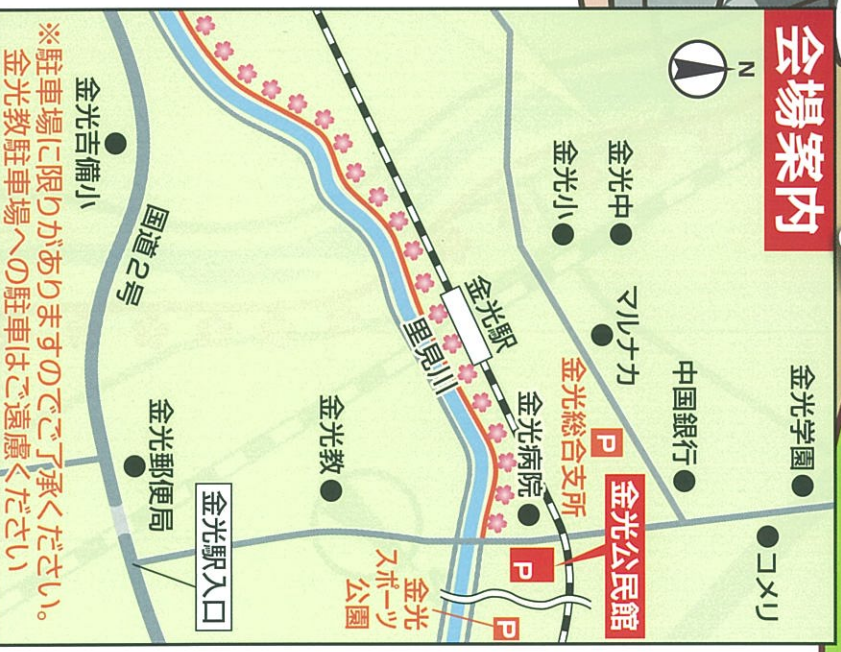 会場案内
N
金光学園
コメリ
中国銀行
金光中
金光小
マルナカ
P
金光総合支所
金光公民館
P
金光駅
金光病院
里見川
P
金光
スポーツ
公園
金光教
国道2号
金光吉備小
金光郵便局
金光駅入口
※駐車場に限りがありますのでご了承ください。
金光教駐車場への駐車はご遠慮ください